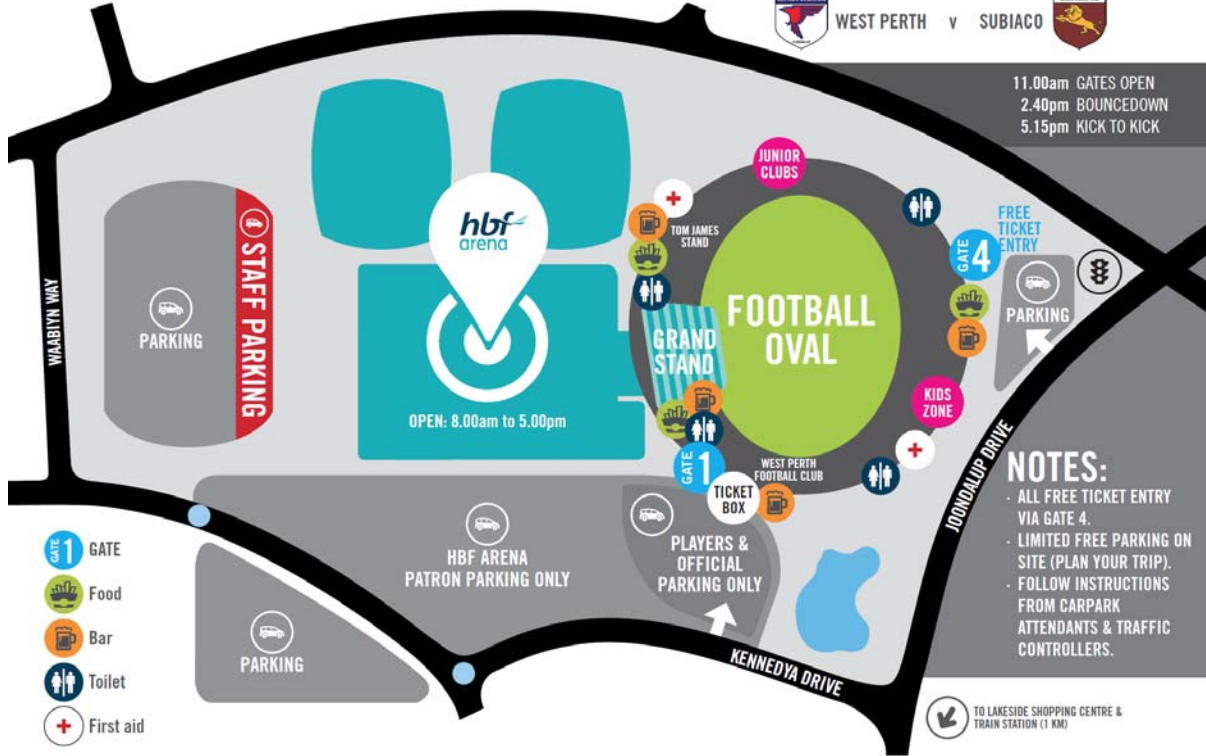 WEST PERTH v SUBIACO
11.00am GATES OPEN
2.40pm BOUNCEDOWN
5.15pm KICK TO KICK
JUNIOR
CLUBS
hbf
arena
TOM JAMES
STAND
FREE
TICKET
ENTRY
GATE 4
WAABIYN WAY
PARKING
STAFF PARKING
PARKING
FOOTBALL
OVAL
GRAND
STAND
OPEN: 8.00am to 5.00pm
KIDS
ZONE
GATE 1
TICKET
BOX
WEST PERTH
FOOTBALL CLUB
JOONDALUP DRIVE
HBF ARENA
PATRON PARKING ONLY
PLAYERS &
OFFICIAL
PARKING ONLY
PARKING
KENNEDYA DRIVE
NOTES:
· ALL FREE TICKET ENTRY
VIA GATE 4.
· LIMITED FREE PARKING ON
SITE (PLAN YOUR TRIP).
· FOLLOW INSTRUCTIONS
FROM CARPARK
ATTENDANTS & TRAFFIC
CONTROLLERS.
GATE 1 GATE
Food
Bar
Toilet
First aid
TO LAKESIDE SHOPPING CENTRE &
TRAIN STATION (1 KM)